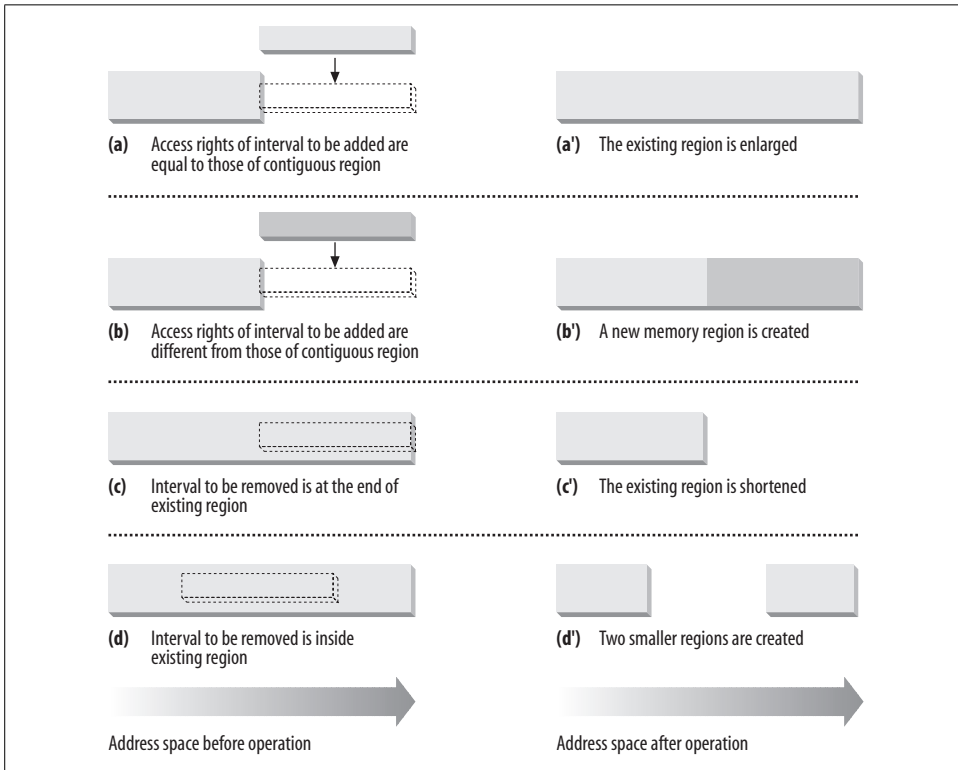 (a) Access rights of interval to be added are
equal to those of contiguous region
(a') The existing region is enlarged
(b) Access rights of interval to be added are
different from those of contiguous region
(b') A new memory region is created
(c) Interval to be removed is at the end of
existing region
(c') The existing region is shortened
(d) Interval to be removed is inside
existing region
(d') Two smaller regions are created
Address space before operation
Address space after operation